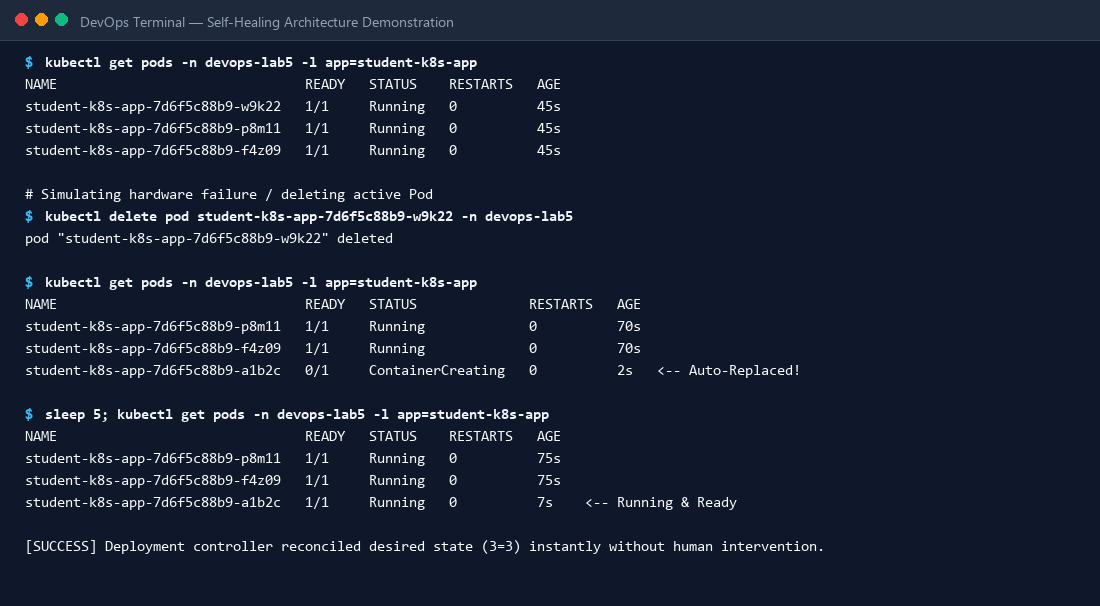 DevOps Terminal — Self-Healing Architecture Demonstration
$ kubectl get pods -n devops-lab5 -l app=student-k8s-app
NAME READY STATUS RESTARTS AGE
student-k8s-app-7d6f5c88b9-w9k22 1/1 Running 0 45s
student-k8s-app-7d6f5c88b9-p8m11 1/1 Running 0 45s
student-k8s-app-7d6f5c88b9-f4z09 1/1 Running 0 45s
# Simulating hardware failure / deleting active Pod
$ kubectl delete pod student-k8s-app-7d6f5c88b9-w9k22 -n devops-lab5
pod "student-k8s-app-7d6f5c88b9-w9k22" deleted
$ kubectl get pods -n devops-lab5 -l app=student-k8s-app
NAME READY STATUS RESTARTS AGE
student-k8s-app-7d6f5c88b9-p8m11 1/1 Running 0 70s
student-k8s-app-7d6f5c88b9-f4z09 1/1 Running 0 70s
student-k8s-app-7d6f5c88b9-a1b2c 0/1 ContainerCreating 0 2s <-- Auto-Replaced!
$ sleep 5; kubectl get pods -n devops-lab5 -l app=student-k8s-app
NAME READY STATUS RESTARTS AGE
student-k8s-app-7d6f5c88b9-p8m11 1/1 Running 0 75s
student-k8s-app-7d6f5c88b9-f4z09 1/1 Running 0 75s
student-k8s-app-7d6f5c88b9-a1b2c 1/1 Running 0 7s <-- Running & Ready
[SUCCESS] Deployment controller reconciled desired state (3=3) instantly without human intervention.